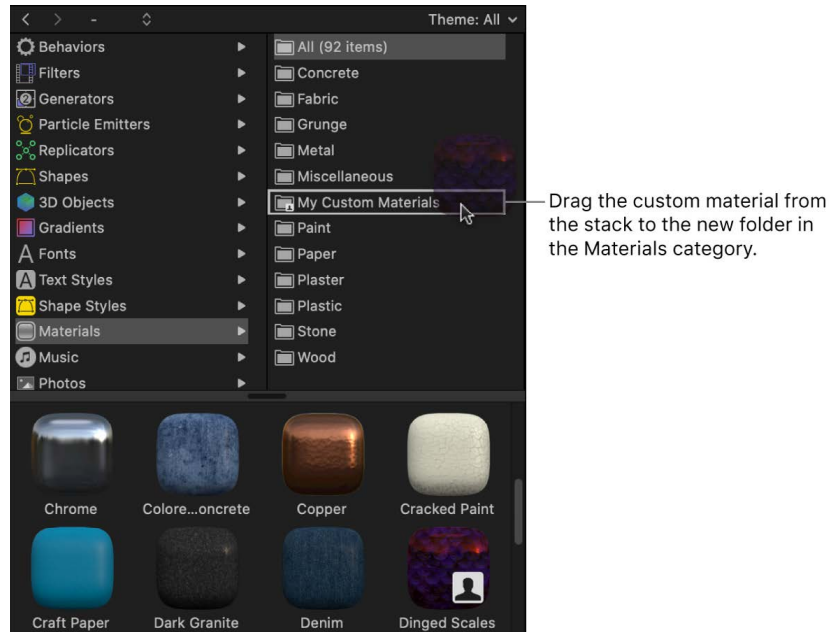 Theme: All
Behaviors
Filters
Generators
Particle Emitters
Replicators
Shapes
3D Objects
Gradients
Fonts
Text Styles
Shape Styles
Materials
Music
Photos
All (92 items)
Concrete
Fabric
Grunge
Metal
Miscellaneous
My Custom Materials
Paint
Paper
Plaster
Plastic
Stone
Wood
Drag the custom material from
the stack to the new folder in
the Materials category.
Chrome Colore...oncrete Copper Cracked Paint
Craft Paper Dark Granite Denim Dinged Scales